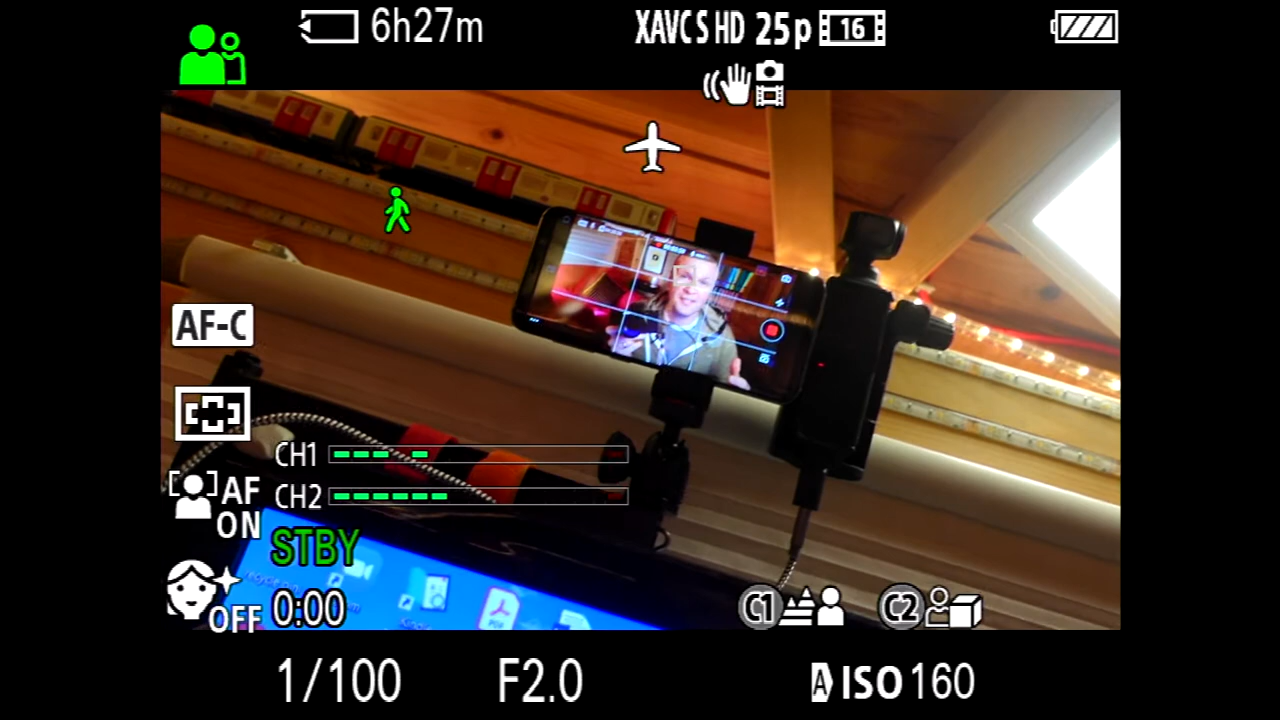 6h27m
XAVC S HD 25p 16
AF-C
CH1
CH2
AF
ON
STBY
OFF
0:00
PDF
C1
C2
1/100
F2.0
A ISO 160